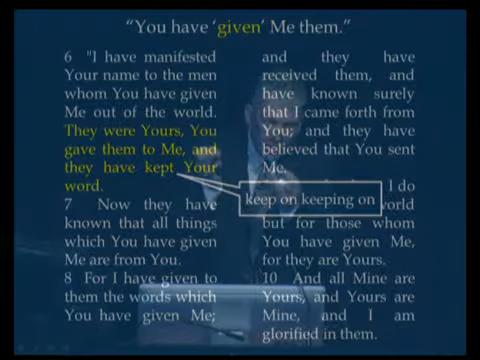 “You have ‘given’ Me them.”
6 "I have manifested
Your name to the men
whom You have given
Me out of the world.
They were Yours, You
gave them to Me, and
they have kept Your
word.
7 Now they have
known that all things
which You have given
Me are from You.
8 For I have given to
them the words which
You have given Me;
and they have
received them, and
have known surely
that I came forth from
You; and they have
believed that You sent
Me.
I do
keep on keeping on
but for those whom
You have given Me,
for they are Yours.
10 And all Mine are
Yours, and Yours are
Mine, and I am
glorified in them.